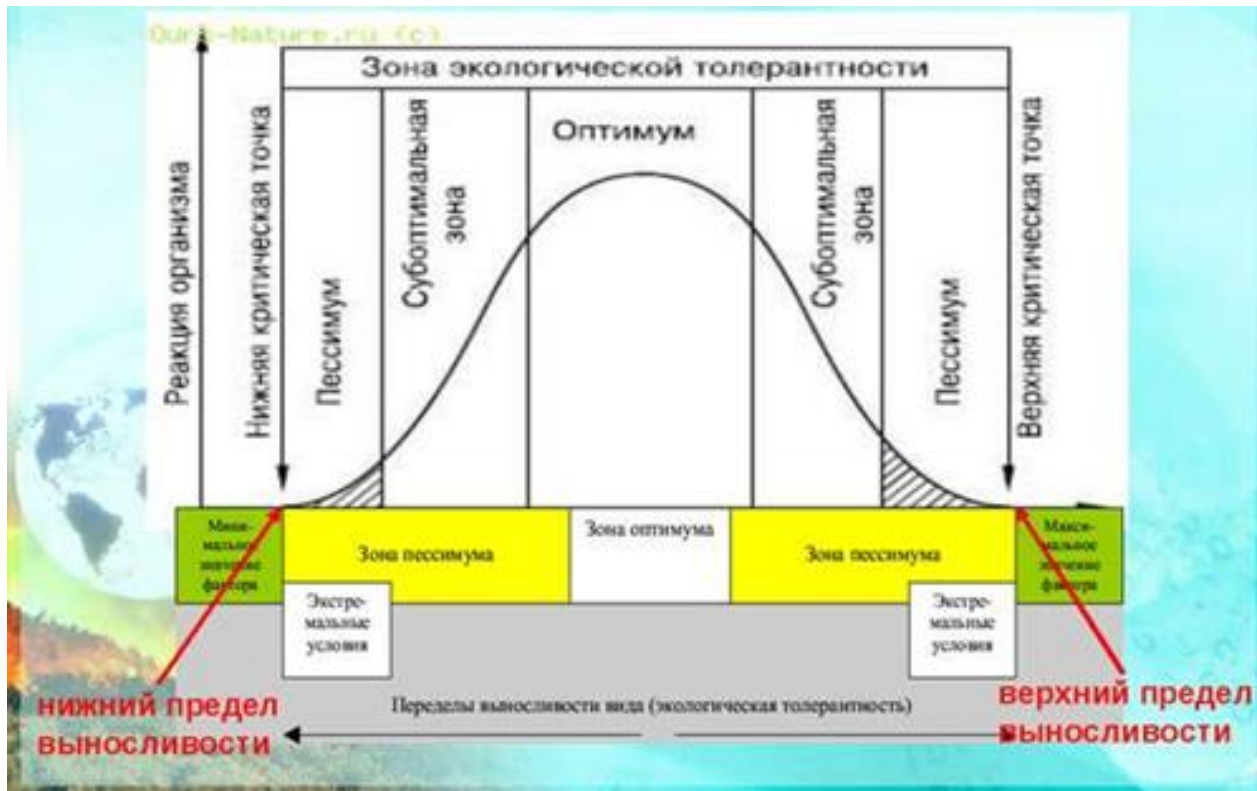 Ours-Nature.ru (c)
Зона экологической толерантности
Оптимум
Реакция организма
Нижняя критическая точка
Пессимум
Субоптимальная
зона
Субоптимальная
зона
Пессимум
Верхняя критическая точка
Мини-
мальное
значение
фактора
Зона пессимума
Зона оптимума
Зона пессимума
Макси-
мальное
значение
фактора
Экстре-
мальные
условия
Экстре-
мальные
условия
нижний предел
выносливости
Переделы выносливости вида (экологическая толерантность)
верхний предел
выносливости